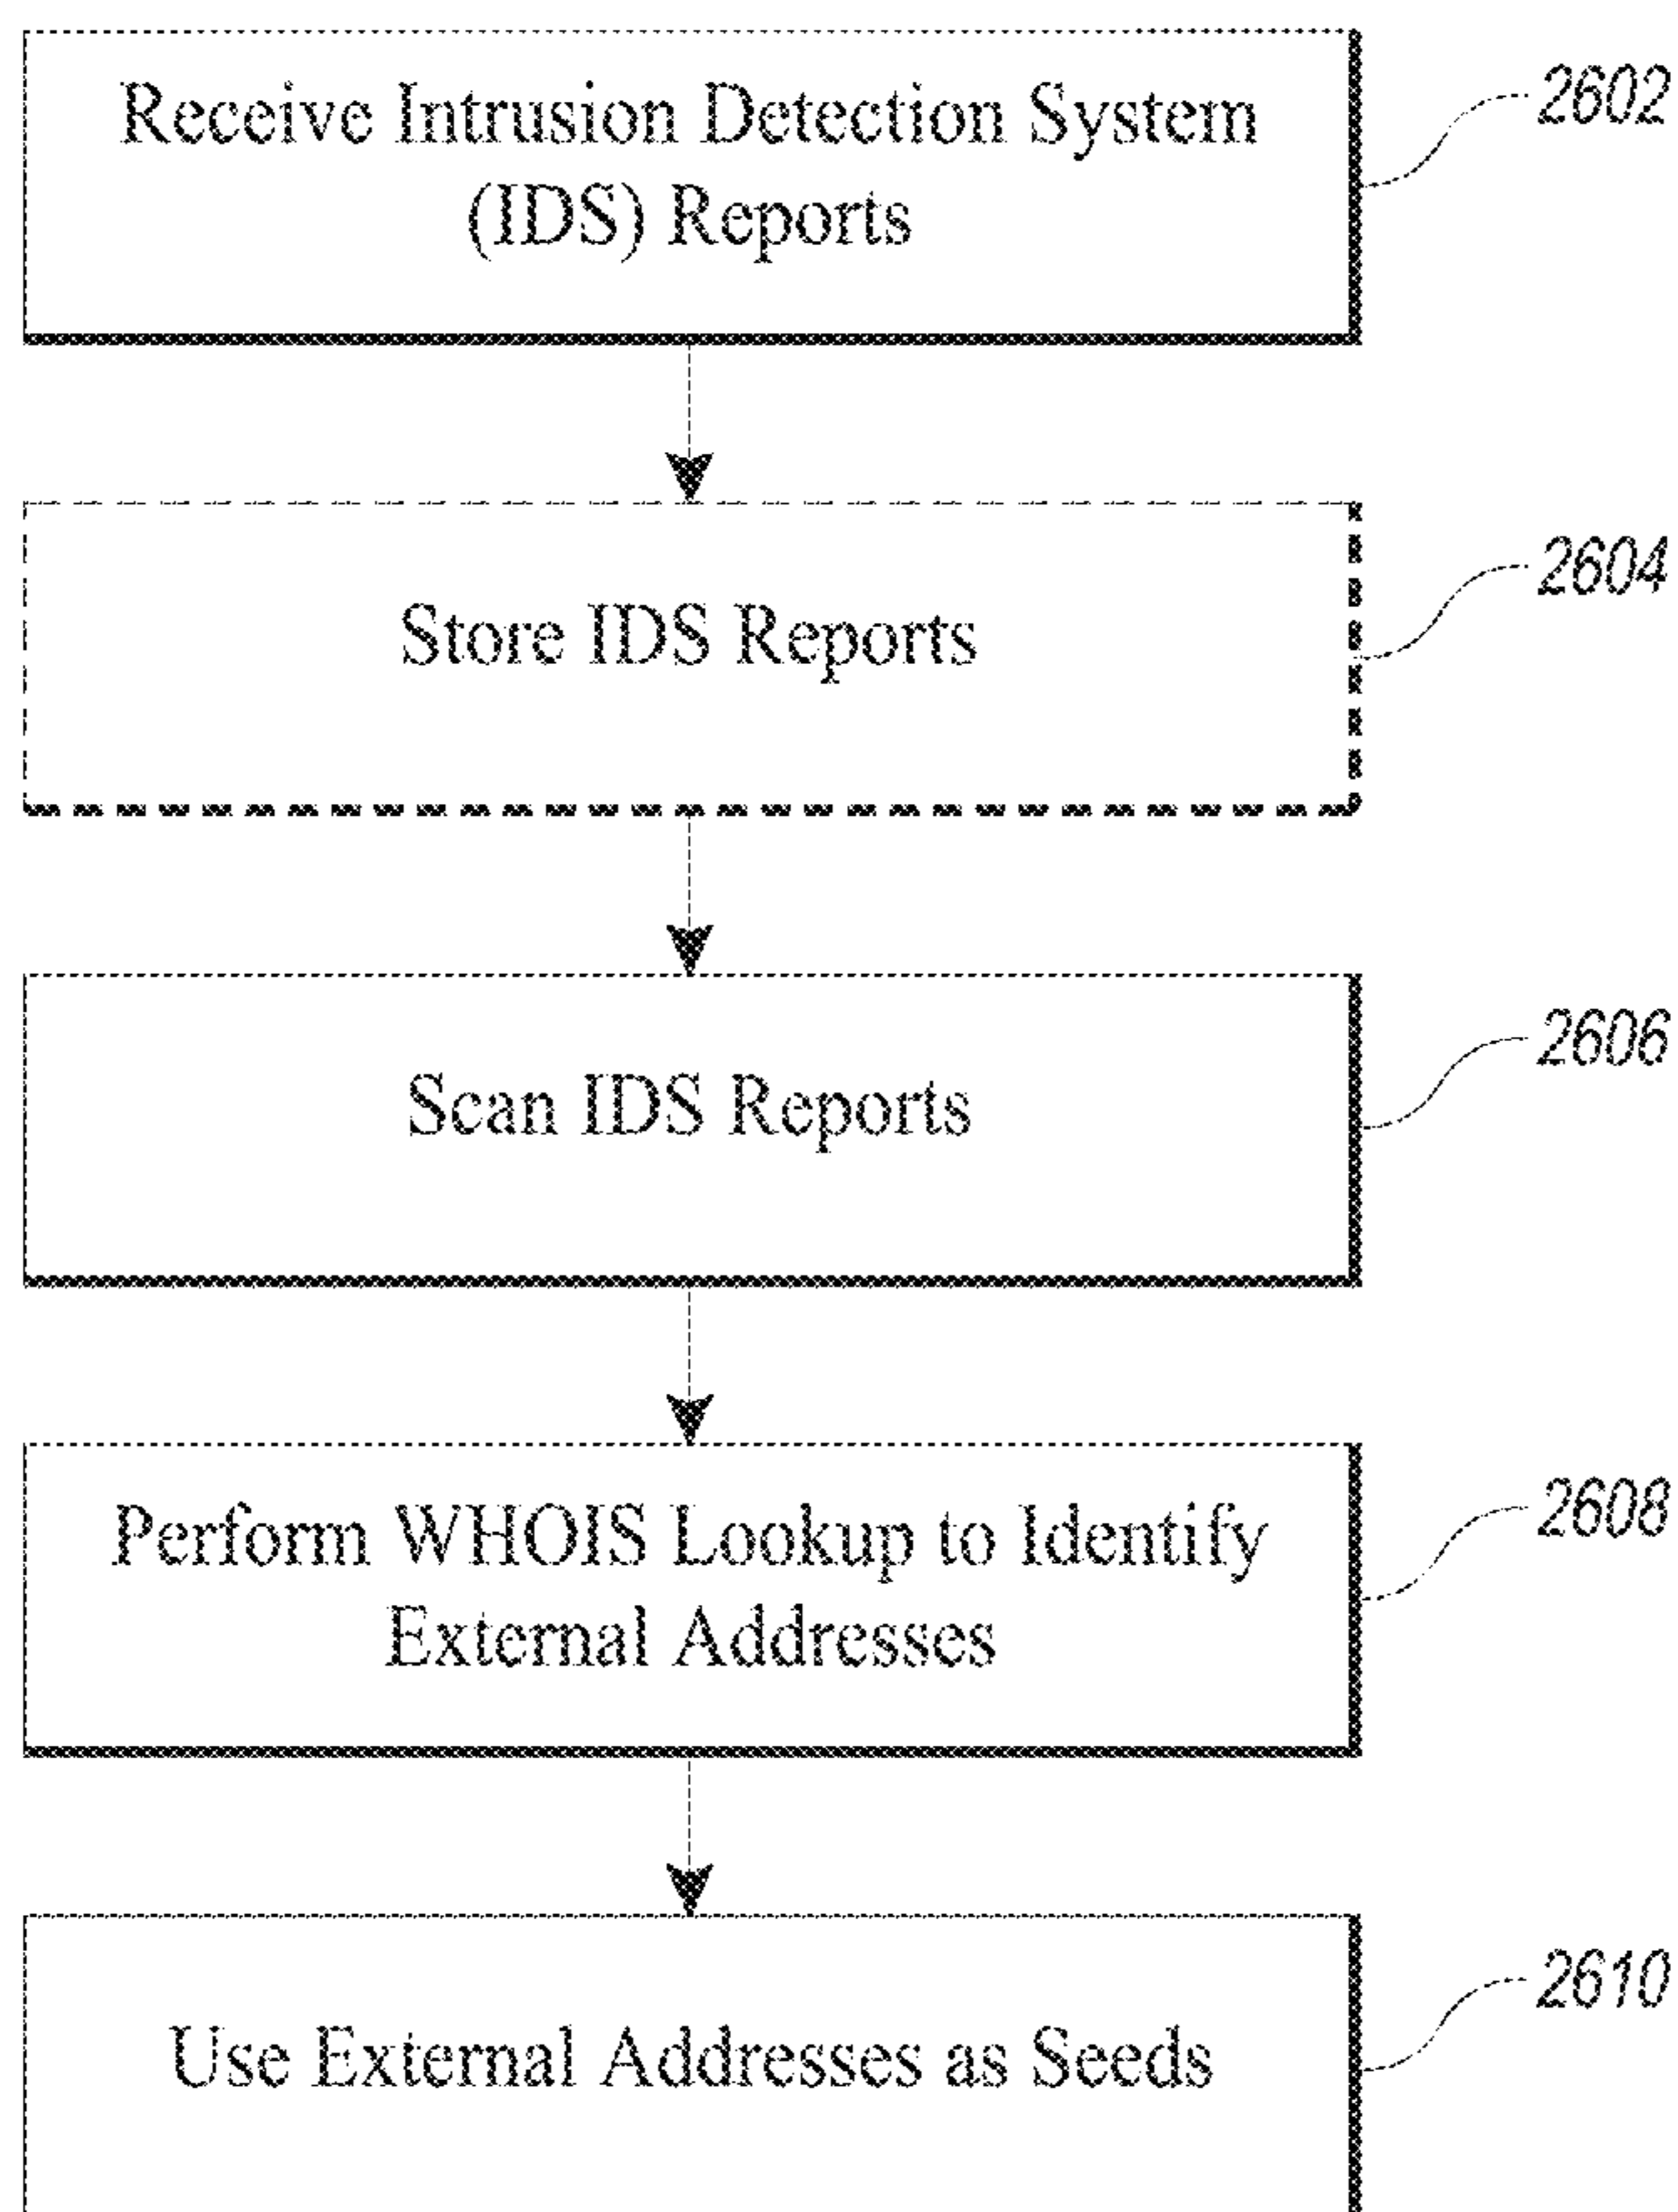 Receive Intrusion Detection System
(IDS) Reports
2602
Store IDS Reports
2604
Scan IDS Reports
2606
Perform WHOIS Lookup to Identify
External Addresses
2608
Use External Addresses as Seeds
2610